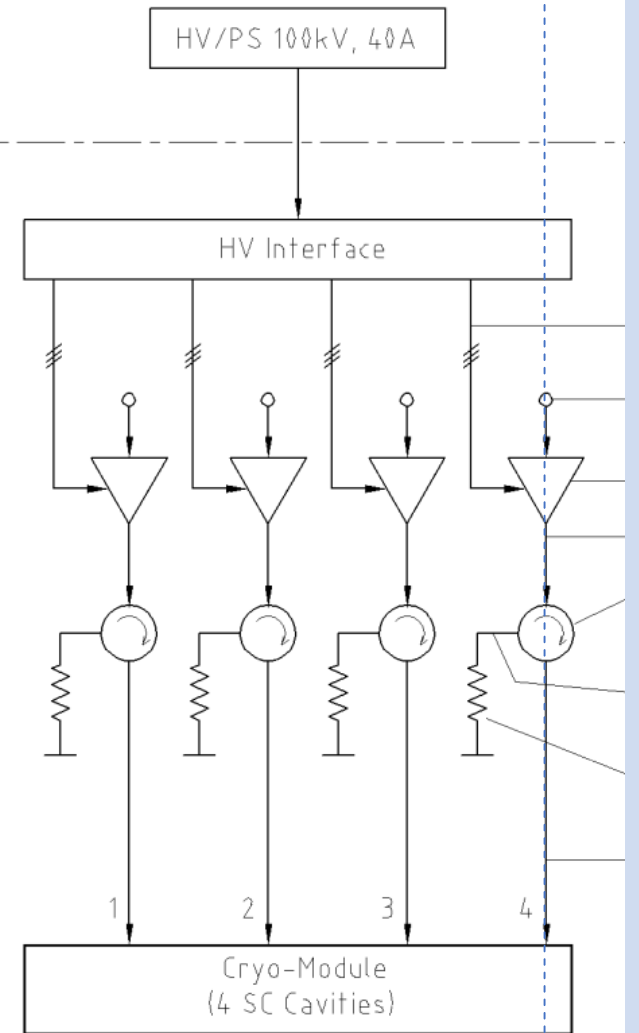 HV/PS 100kV, 40A
HV Interface
1 2 3 4
Cryo-Module
(4 SC Cavities)